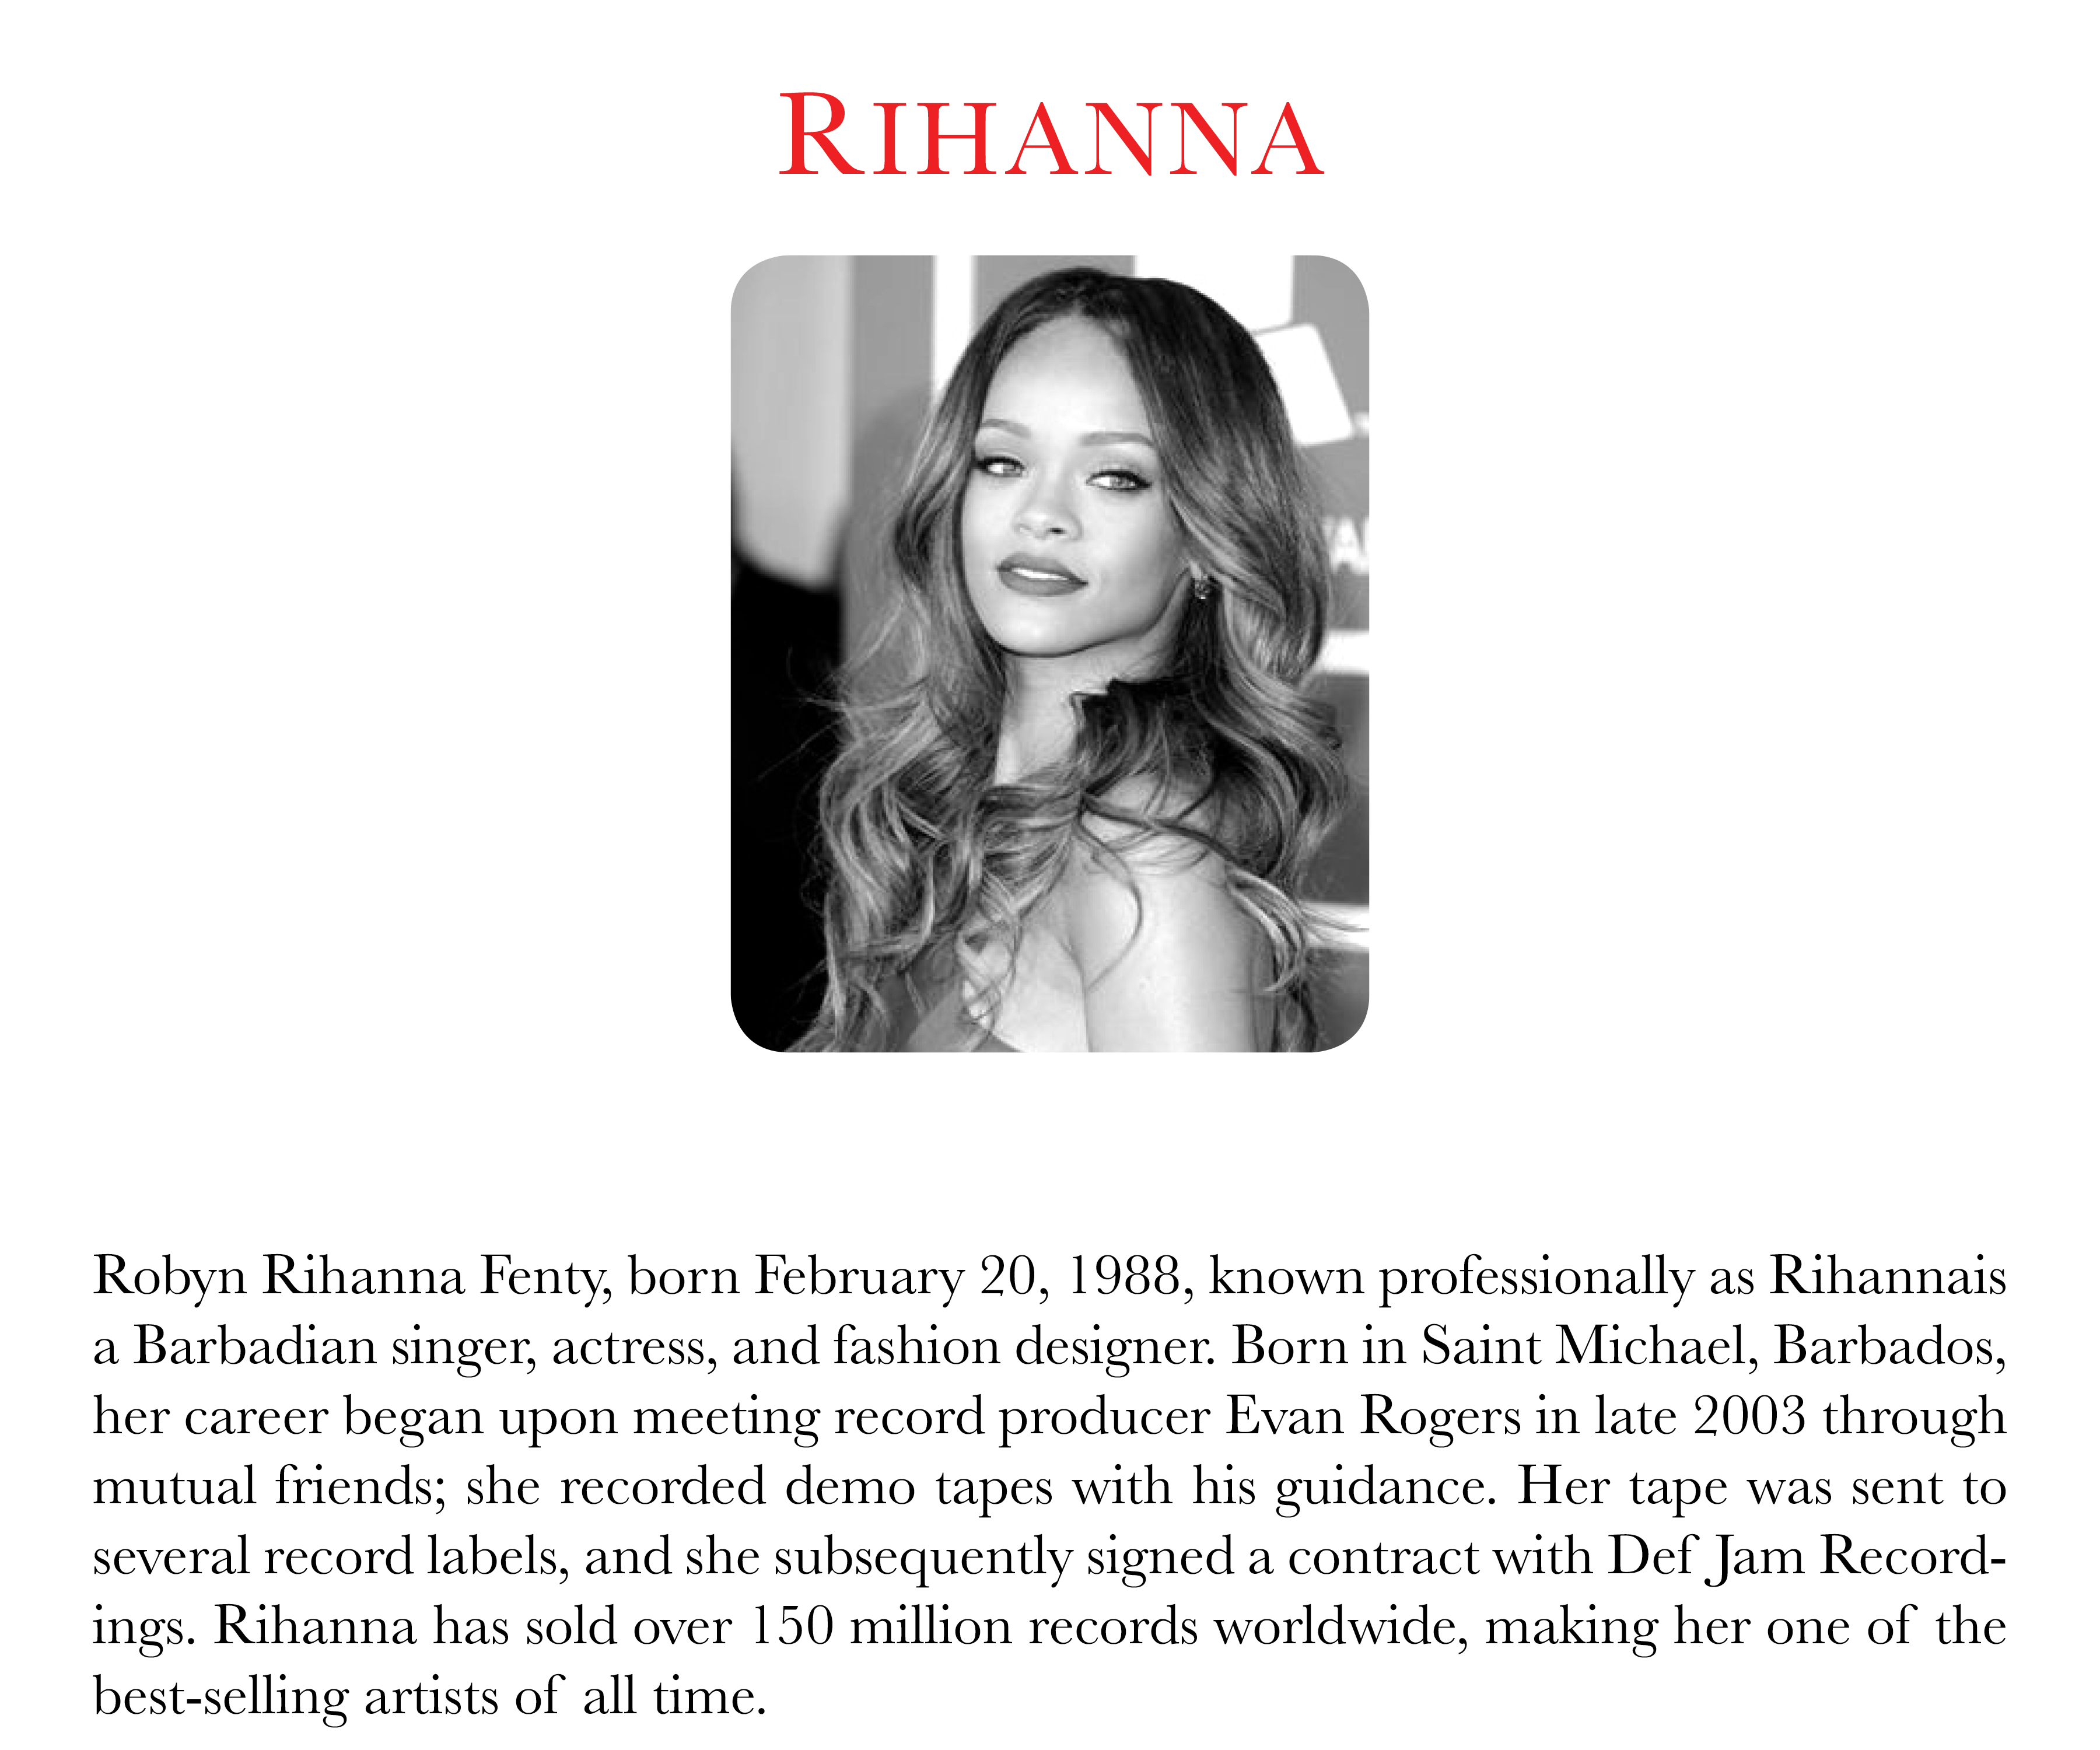 RIHANNA
Robyn Rihanna Fenty, born February 20, 1988, known professionally as Rihannais
a Barbadian singer, actress, and fashion designer. Born in Saint Michael, Barbados,
her career began upon meeting record producer Evan Rogers in late 2003 through
mutual friends; she recorded demo tapes with his guidance. Her tape was sent to
several record labels, and she subsequently signed a contract with Def Jam Record-
ings. Rihanna has sold over 150 million records worldwide, making her one of the
best-selling artists of all time.